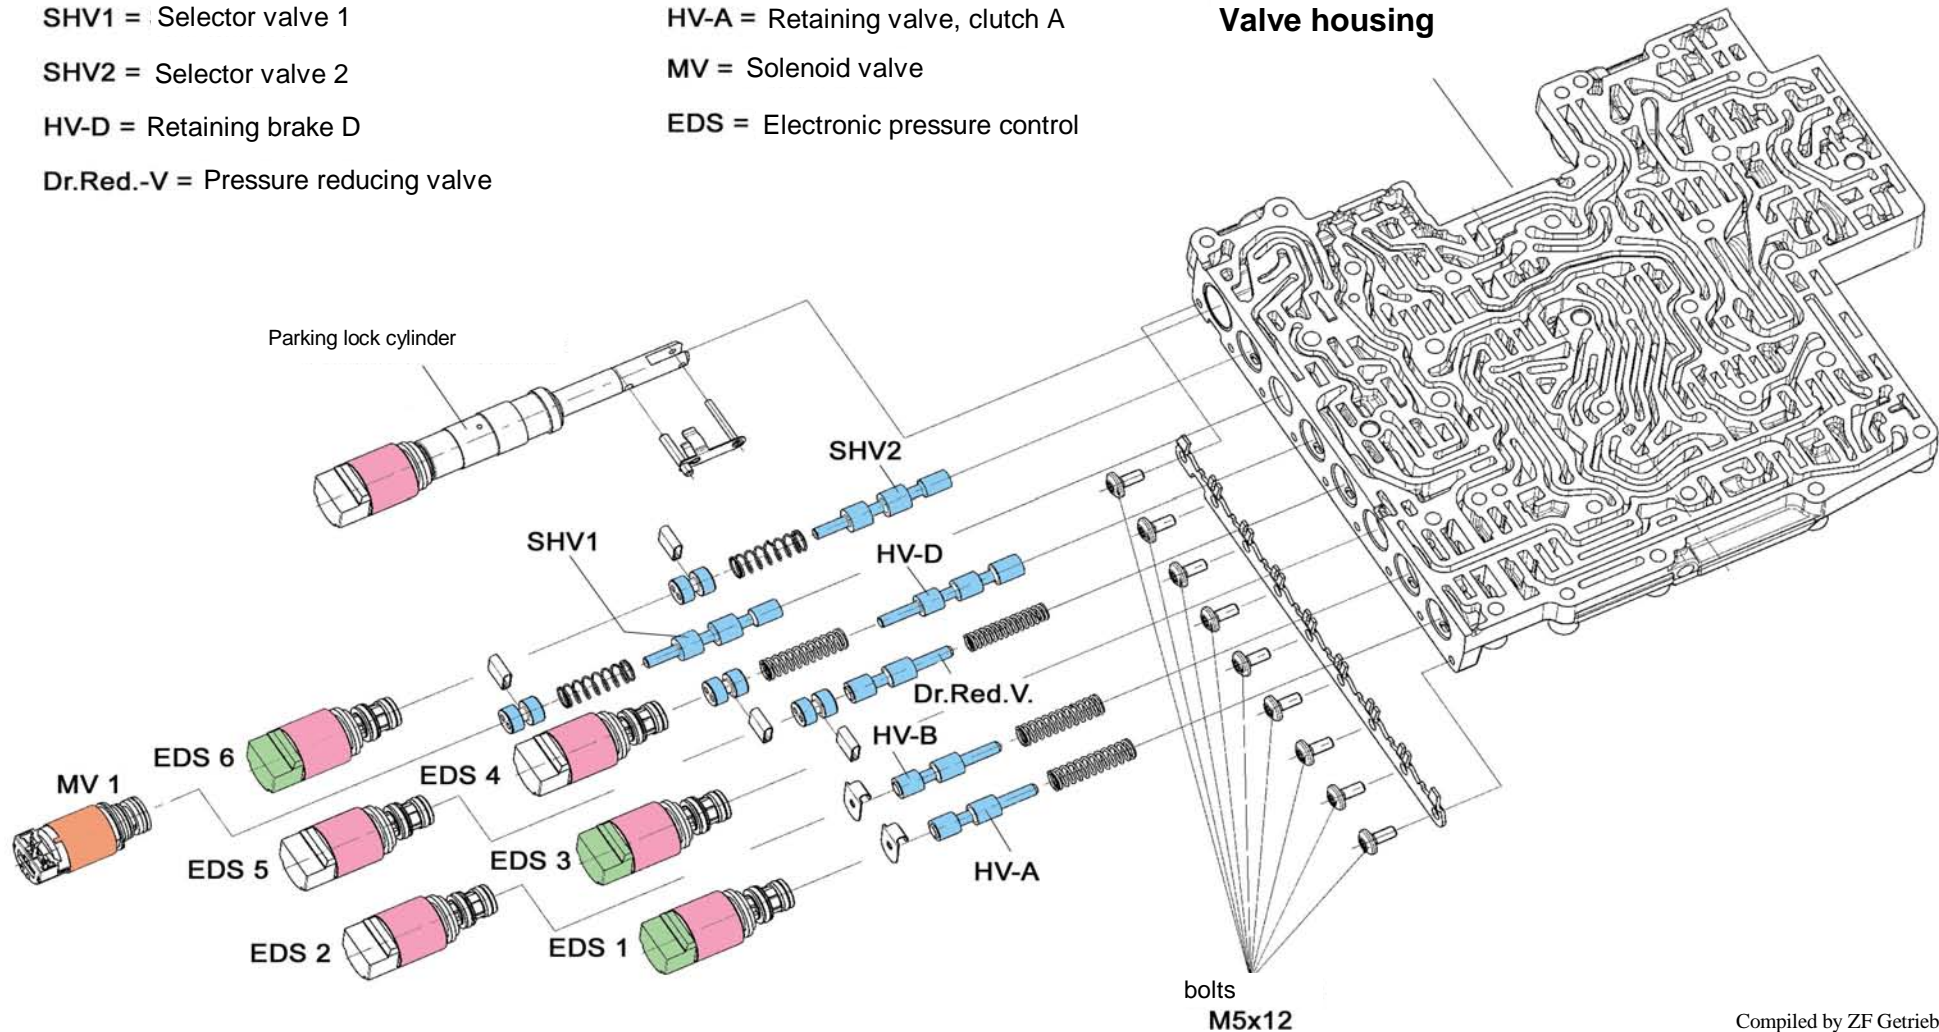 SHV1 = Selector valve 1
SHV2 = Selector valve 2
HV-D = Retaining brake D
Dr.Red.-V = Pressure reducing valve
HV-A = Retaining valve, clutch A
MV = Solenoid valve
EDS = Electronic pressure control
Valve housing
Parking lock cylinder
SHV2
SHV1
HV-D
Dr.Red.V.
HV-B
HV-A
EDS 6
EDS 4
MV 1
EDS 5
EDS 3
EDS 2
EDS 1
bolts
M5x12
Compiled by ZF Getrieb